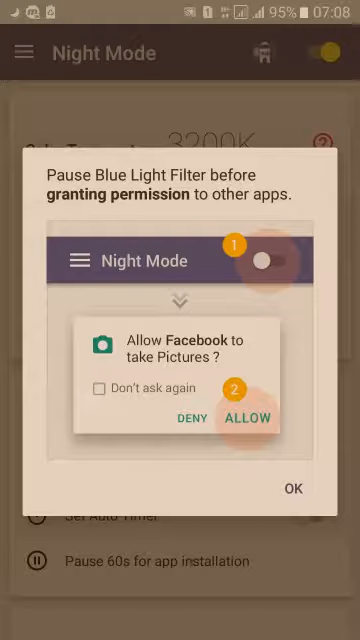 95% 07:08
Night Mode
3200K
Pause Blue Light Filter before
granting permission to other apps.
1
Night Mode
Allow Facebook to
take Pictures ?
Don't ask again
2
DENY ALLOW
OK
Set Auto Timer
Pause 60s for app installation